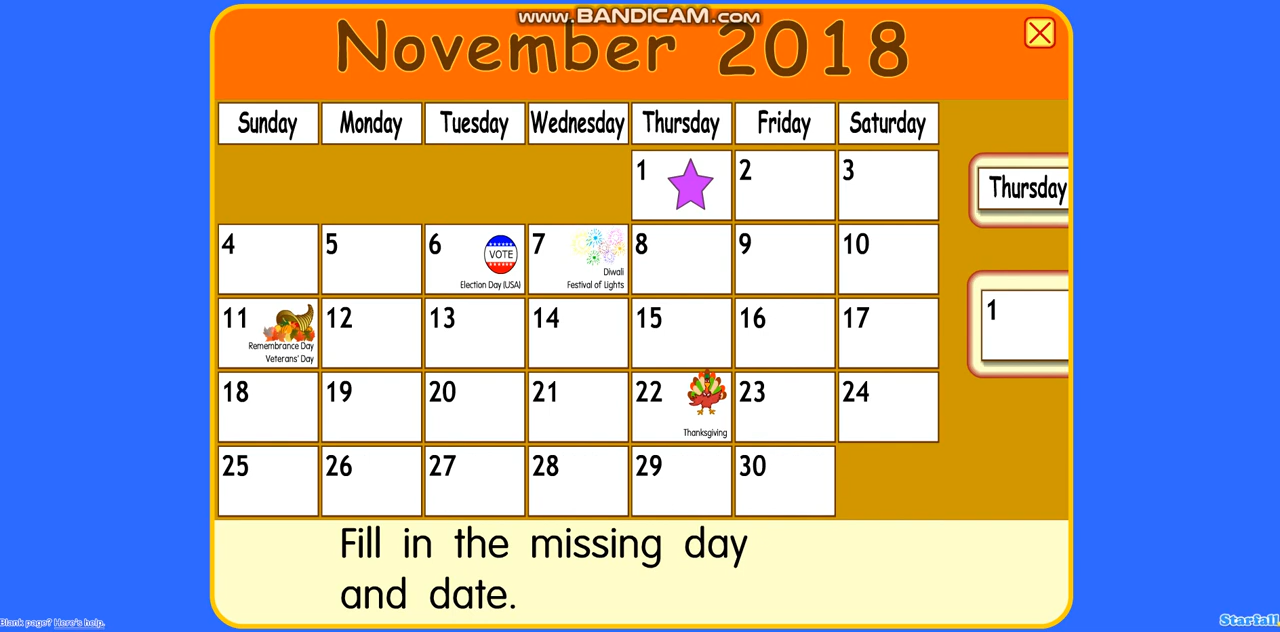 www.BANDICAM.com
November 2018
Sunday Monday Tuesday Wednesday Thursday Friday Saturday
1 2 3
Thursday
4 5 6 7 8 9 10
VOTE
Election Day (USA)
Diwali
Festival of Lights
1
11 12 13 14 15 16 17
Remembrance Day
Veterans' Day
18 19 20 21 22 23 24
Thanksgiving
25 26 27 28 29 30
Fill in the missing day
and date.
Blank page? Here's help.
Starfall